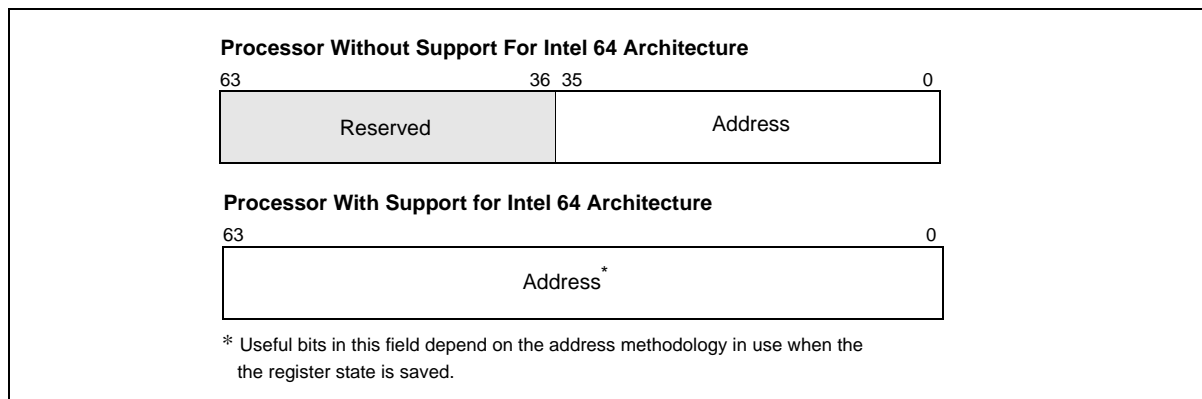 Processor Without Support For Intel 64 Architecture
63 36 35 0
Reserved Address
Processor With Support for Intel 64 Architecture
63 0
Address*
* Useful bits in this field depend on the address methodology in use when the
the register state is saved.